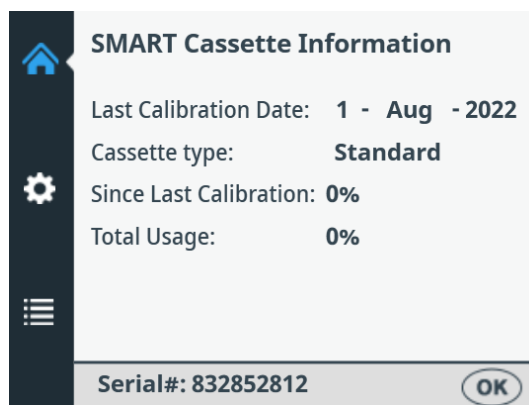 SMART Cassette Information
Last Calibration Date: 1 - Aug - 2022
Cassette type: Standard
Since Last Calibration: 0%
Total Usage: 0%
Serial#: 832852812
OK